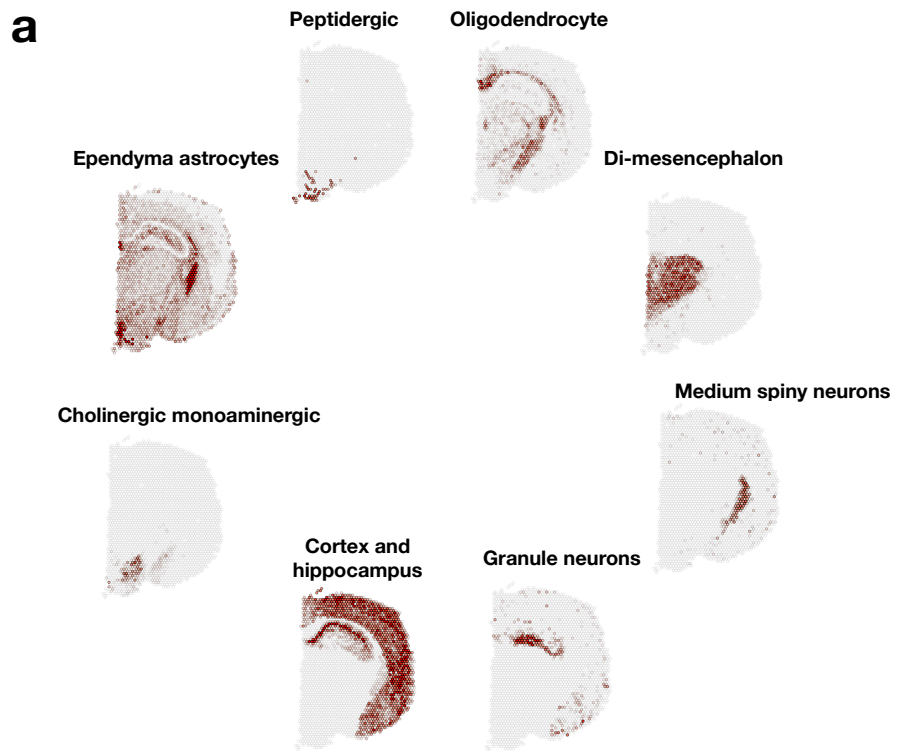 a
Peptidergic
Oligodendrocyte
Ependyma astrocytes
Di-mesencephalon
Medium spiny neurons
Cholinergic monoaminergic
Cortex and
hippocampus
Granule neurons